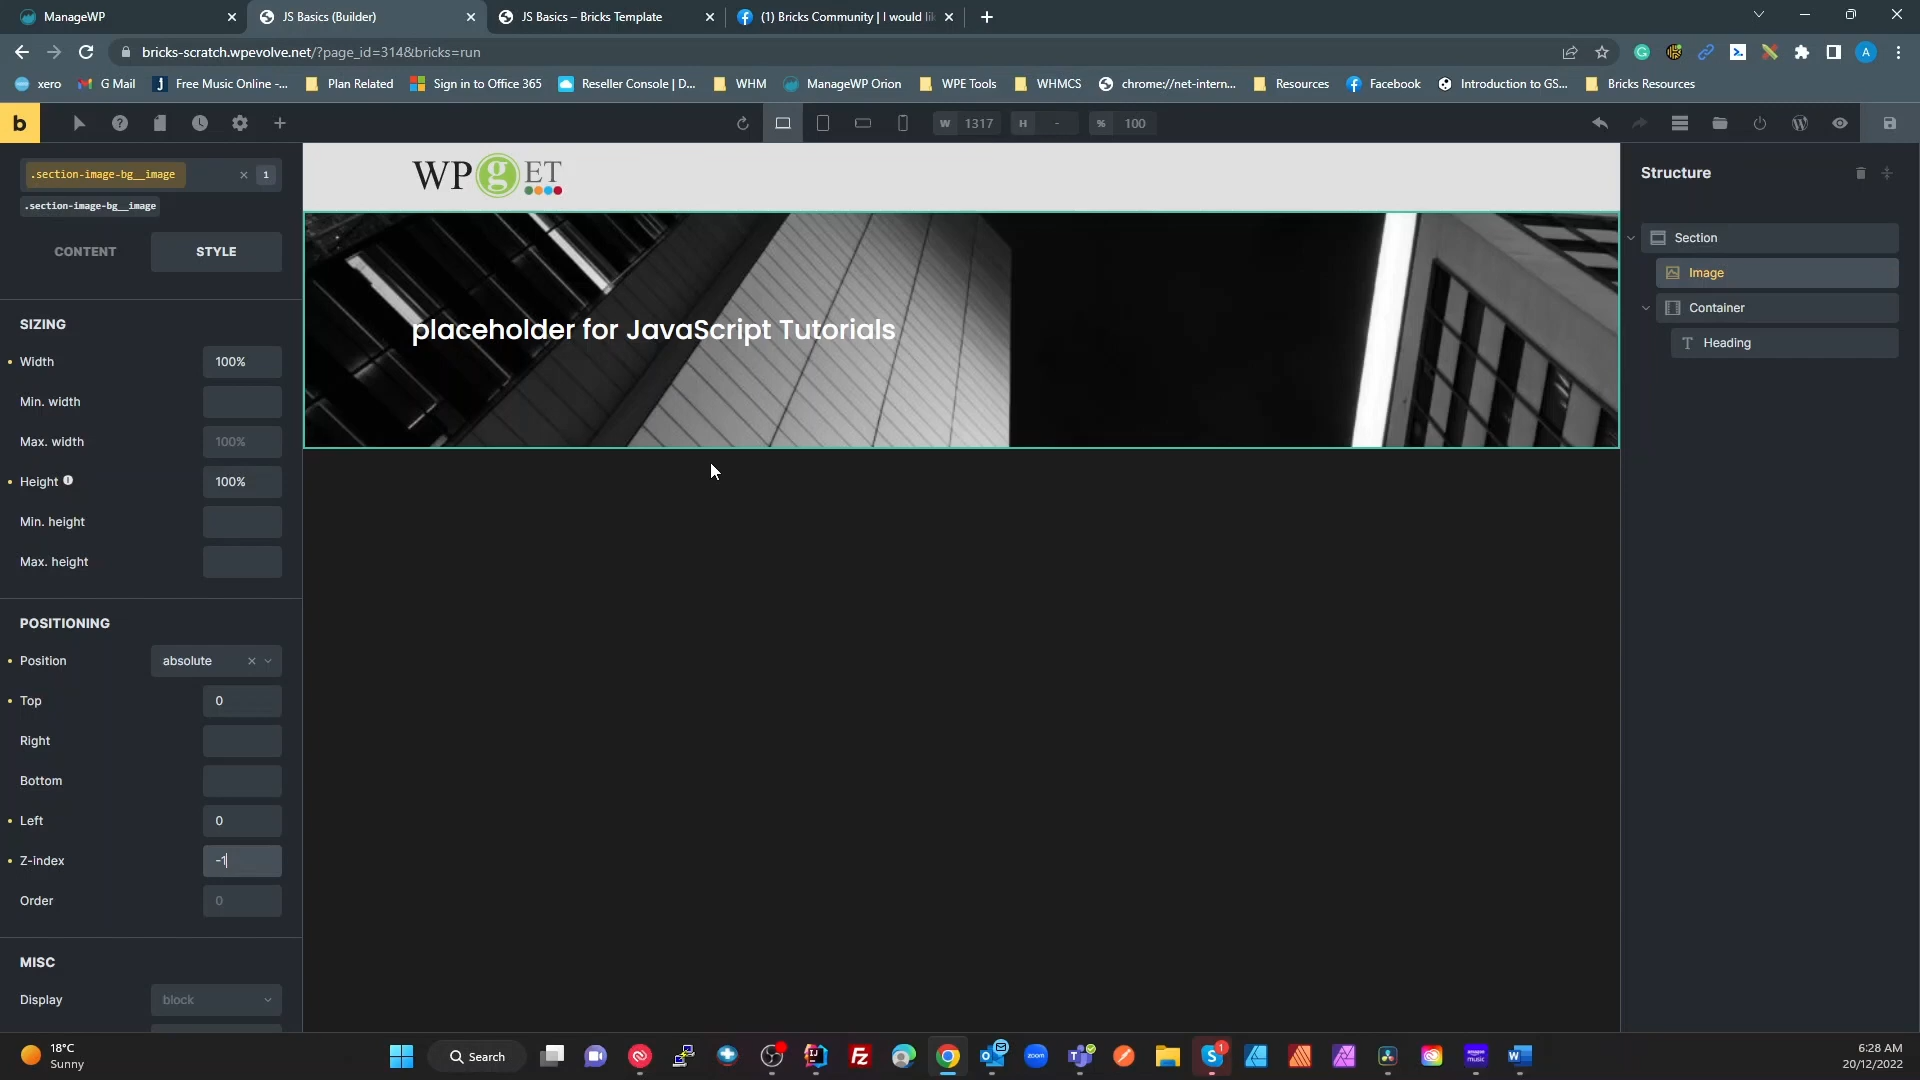 ManageWP
JS Basics (Builder)
JS Basics – Bricks Template
(1) Bricks Community | I would li
bricks-scratch.wpevolve.net/?page_id=314&bricks=run
xero
G Mail
Free Music Online -...
Plan Related
Sign in to Office 365
Reseller Console | D...
WHM
ManageWP Orion
WPE Tools
WHMCS
chrome://net-intern...
Resources
Facebook
Introduction to GS...
Bricks Resources
b
W 1317
H -
% 100
.section-image-bg__image
1
.section-image-bg__image
CONTENT
STYLE
SIZING
Width 100%
Min. width
Max. width 100%
Height 100%
Min. height
Max. height
POSITIONING
Position absolute
Top 0
Right
Bottom
Left 0
Z-index -1
Order 0
MISC
Display block
WP g ET
placeholder for JavaScript Tutorials
Structure
Section
Image
Container
Heading
18°C
Sunny
Search
6:28 AM
20/12/2022